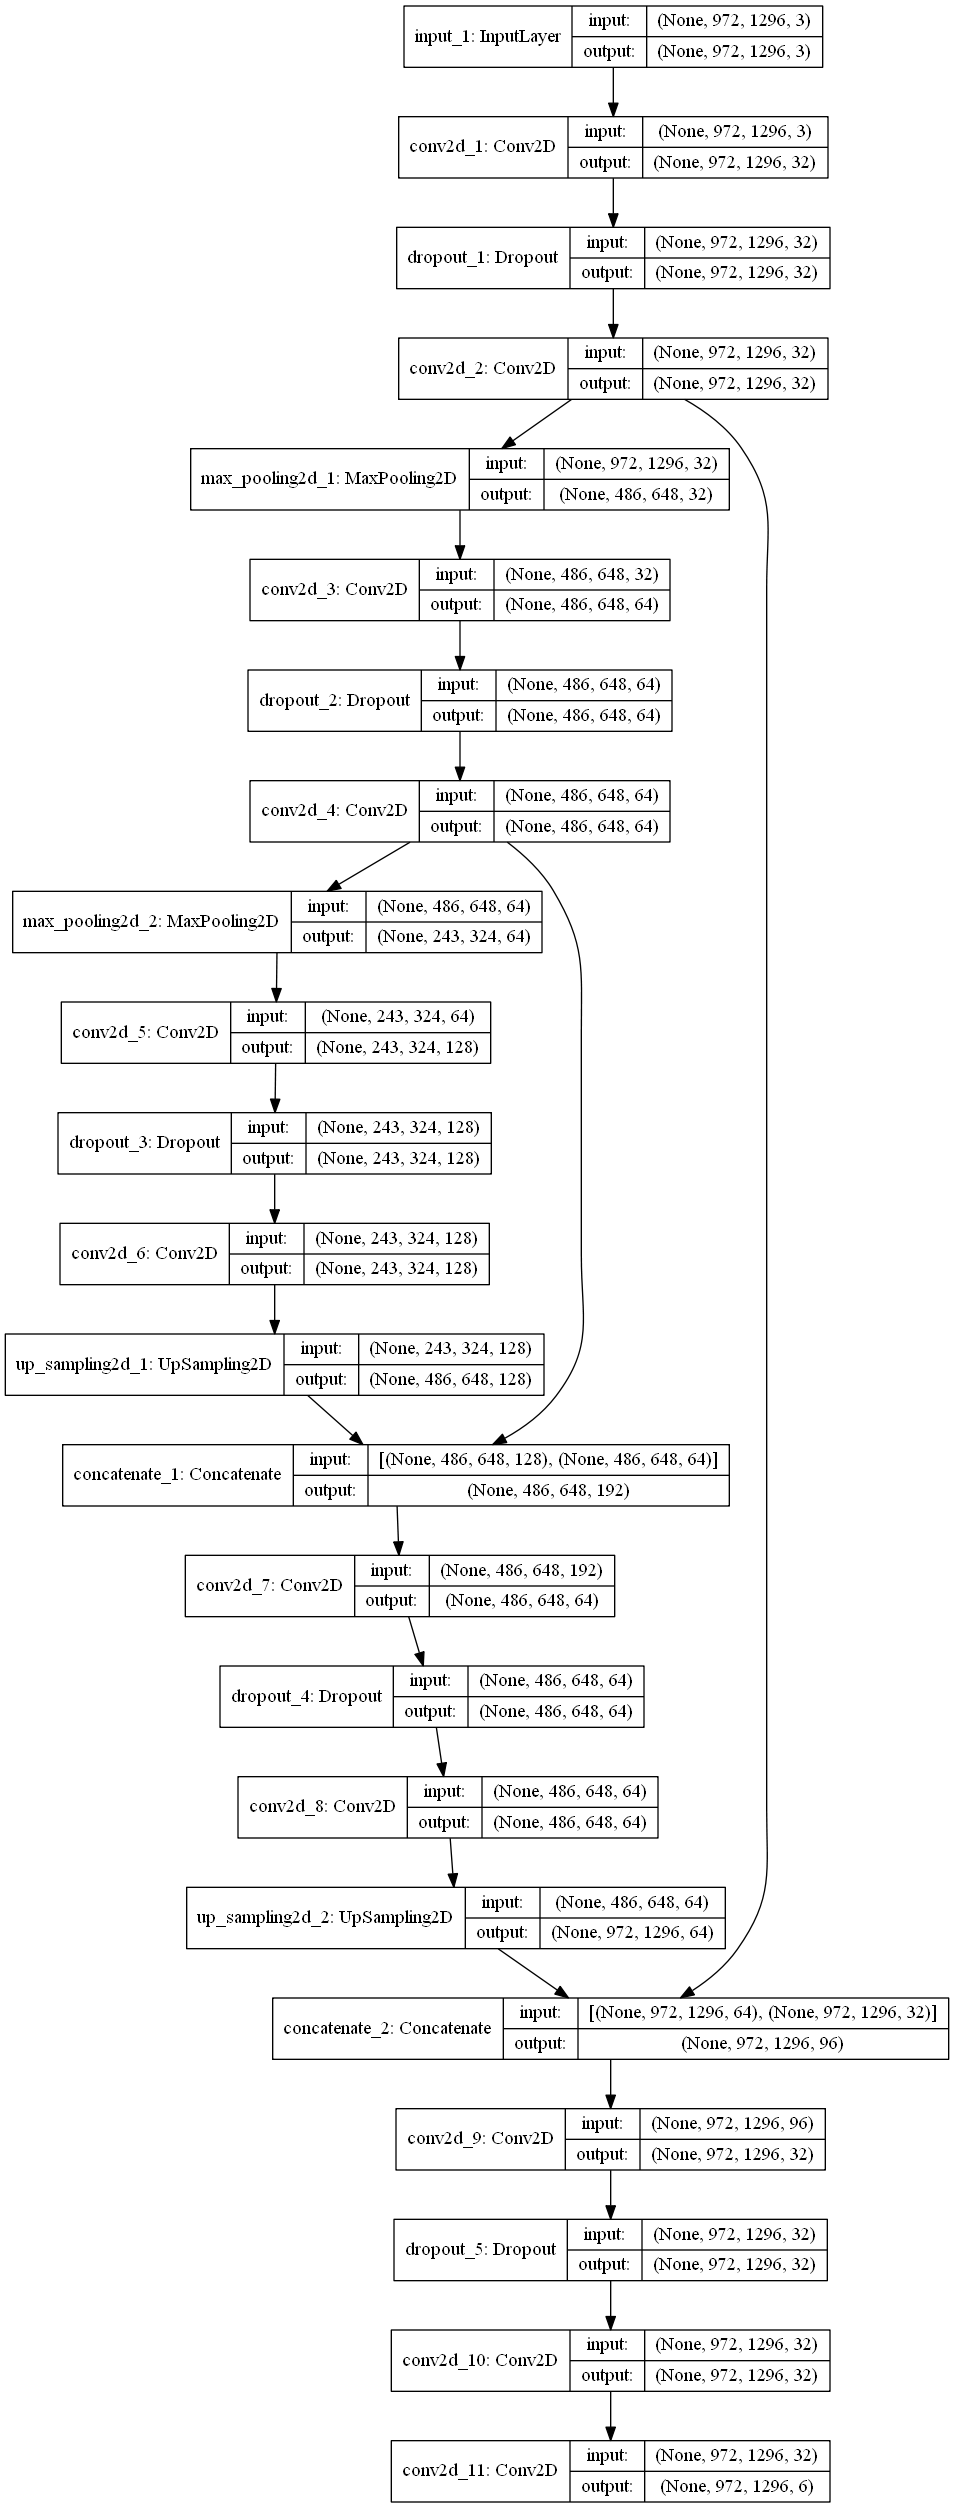 input_1: InputLayer
input: (None, 972, 1296, 3)
output: (None, 972, 1296, 3)
conv2d_1: Conv2D
input: (None, 972, 1296, 3)
output: (None, 972, 1296, 32)
dropout_1: Dropout
input: (None, 972, 1296, 32)
output: (None, 972, 1296, 32)
conv2d_2: Conv2D
input: (None, 972, 1296, 32)
output: (None, 972, 1296, 32)
max_pooling2d_1: MaxPooling2D
input: (None, 972, 1296, 32)
output: (None, 486, 648, 32)
conv2d_3: Conv2D
input: (None, 486, 648, 32)
output: (None, 486, 648, 64)
dropout_2: Dropout
input: (None, 486, 648, 64)
output: (None, 486, 648, 64)
conv2d_4: Conv2D
input: (None, 486, 648, 64)
output: (None, 486, 648, 64)
max_pooling2d_2: MaxPooling2D
input: (None, 486, 648, 64)
output: (None, 243, 324, 64)
conv2d_5: Conv2D
input: (None, 243, 324, 64)
output: (None, 243, 324, 128)
dropout_3: Dropout
input: (None, 243, 324, 128)
output: (None, 243, 324, 128)
conv2d_6: Conv2D
input: (None, 243, 324, 128)
output: (None, 243, 324, 128)
up_sampling2d_1: UpSampling2D
input: (None, 243, 324, 128)
output: (None, 486, 648, 128)
concatenate_1: Concatenate
input: [(None, 486, 648, 128), (None, 486, 648, 64)]
output: (None, 486, 648, 192)
conv2d_7: Conv2D
input: (None, 486, 648, 192)
output: (None, 486, 648, 64)
dropout_4: Dropout
input: (None, 486, 648, 64)
output: (None, 486, 648, 64)
conv2d_8: Conv2D
input: (None, 486, 648, 64)
output: (None, 486, 648, 64)
up_sampling2d_2: UpSampling2D
input: (None, 486, 648, 64)
output: (None, 972, 1296, 64)
concatenate_2: Concatenate
input: [(None, 972, 1296, 64), (None, 972, 1296, 32)]
output: (None, 972, 1296, 96)
conv2d_9: Conv2D
input: (None, 972, 1296, 96)
output: (None, 972, 1296, 32)
dropout_5: Dropout
input: (None, 972, 1296, 32)
output: (None, 972, 1296, 32)
conv2d_10: Conv2D
input: (None, 972, 1296, 32)
output: (None, 972, 1296, 32)
conv2d_11: Conv2D
input: (None, 972, 1296, 32)
output: (None, 972, 1296, 6)